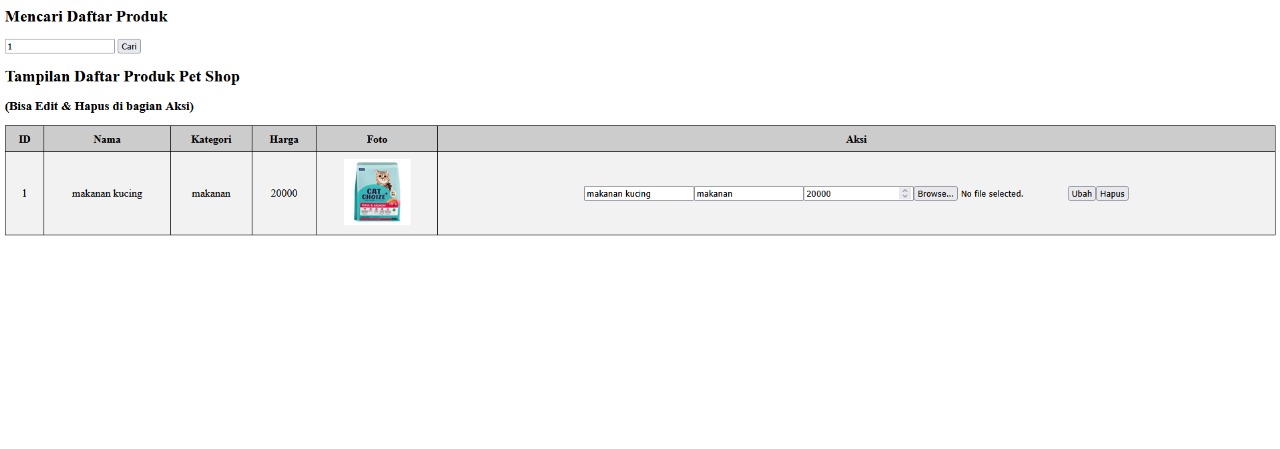 Mencari Daftar Produk
1 Cari
Tampilan Daftar Produk Pet Shop
(Bisa Edit & Hapus di bagian Aksi)
ID Nama Kategori Harga Foto Aksi
1 makanan kucing makanan 20000 makanan kucing makanan 20000 Browse... No file selected. Ubah Hapus
CAT
CHOIZE